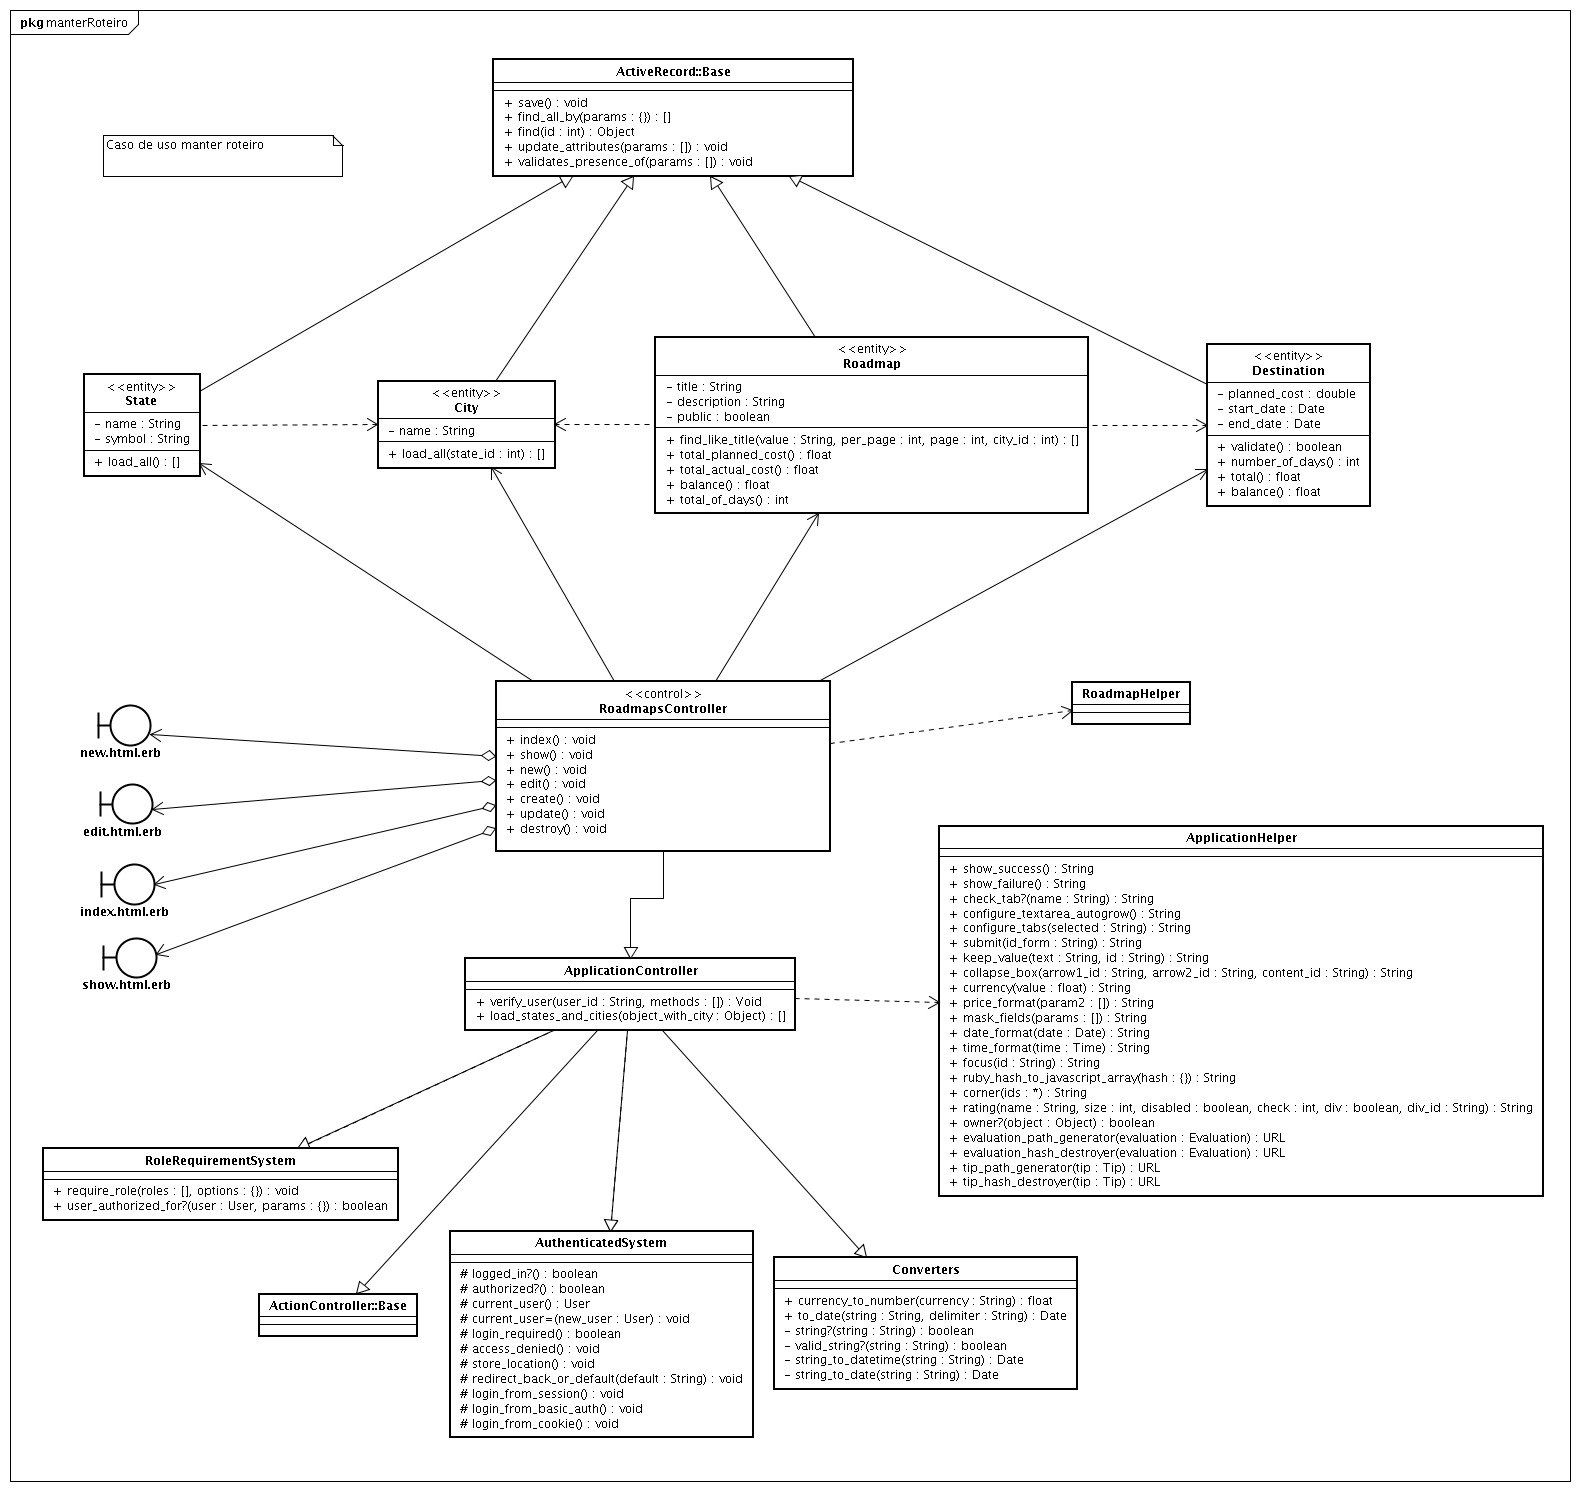 pkg manterRoteiro
ActiveRecord::Base
+ save() : void
+ find_all_by(params : {}) : []
+ find(id : int) : Object
+ update_attributes(params : []) : void
+ validates_presence_of(params : []) : void
Caso de uso manter roteiro
<<entity>>
State
- name : String
- symbol : String
+ load_all() : []
<<entity>>
City
- name : String
+ load_all(state_id : int) : []
<<entity>>
Roadmap
- title : String
- description : String
- public : boolean
+ find_like_title(value : String, per_page : int, page : int, city_id : int) : []
+ total_planned_cost() : float
+ total_actual_cost() : float
+ balance() : float
+ total_of_days() : int
<<entity>>
Destination
- planned_cost : double
- start_date : Date
- end_date : Date
+ validate() : boolean
+ number_of_days() : int
+ total() : float
+ balance() : float
<<control>>
RoadmapsController
+ index() : void
+ show() : void
+ new() : void
+ edit() : void
+ create() : void
+ update() : void
+ destroy() : void
RoadmapHelper
new.html.erb
edit.html.erb
index.html.erb
show.html.erb
ApplicationHelper
+ show_success() : String
+ show_failure() : String
+ check_tab?(name : String) : String
+ configure_textarea_autogrow() : String
+ configure_tabs(selected : String) : String
+ submit(id_form : String) : String
+ keep_value(text : String, id : String) : String
+ collapse_box(arrow1_id : String, arrow2_id : String, content_id : String) : String
+ currency(value : float) : String
+ price_format(param2 : []) : String
+ mask_fields(params : []) : String
+ date_format(date : Date) : String
+ time_format(time : Time) : String
+ focus(id : String) : String
+ ruby_hash_to_javascript_array(hash : {}) : String
+ corner(ids : *) : String
+ rating(name : String, size : int, disabled : boolean, check : int, div : boolean, div_id : String) : String
+ owner?(object : Object) : boolean
+ evaluation_path_generator(evaluation : Evaluation) : URL
+ evaluation_hash_destroyer(evaluation : Evaluation) : URL
+ tip_path_generator(tip : Tip) : URL
+ tip_hash_destroyer(tip : Tip) : URL
ApplicationController
+ verify_user(user_id : String, methods : []) : Void
+ load_states_and_cities(object_with_city : Object) : []
RoleRequirementSystem
+ require_role(roles : [], options : {}) : void
+ user_authorized_for?(user : User, params : {}) : boolean
ActionController::Base
AuthenticatedSystem
# logged_in?() : boolean
# authorized?() : boolean
# current_user() : User
# current_user=(new_user : User) : void
# login_required() : boolean
# access_denied() : void
# store_location() : void
# redirect_back_or_default(default : String) : void
# login_from_session() : void
# login_from_basic_auth() : void
# login_from_cookie() : void
Converters
+ currency_to_number(currency : String) : float
+ to_date(string : String, delimiter : String) : Date
- string?(string : String) : boolean
- valid_string?(string : String) : boolean
- string_to_datetime(string : String) : Date
- string_to_date(string : String) : Date